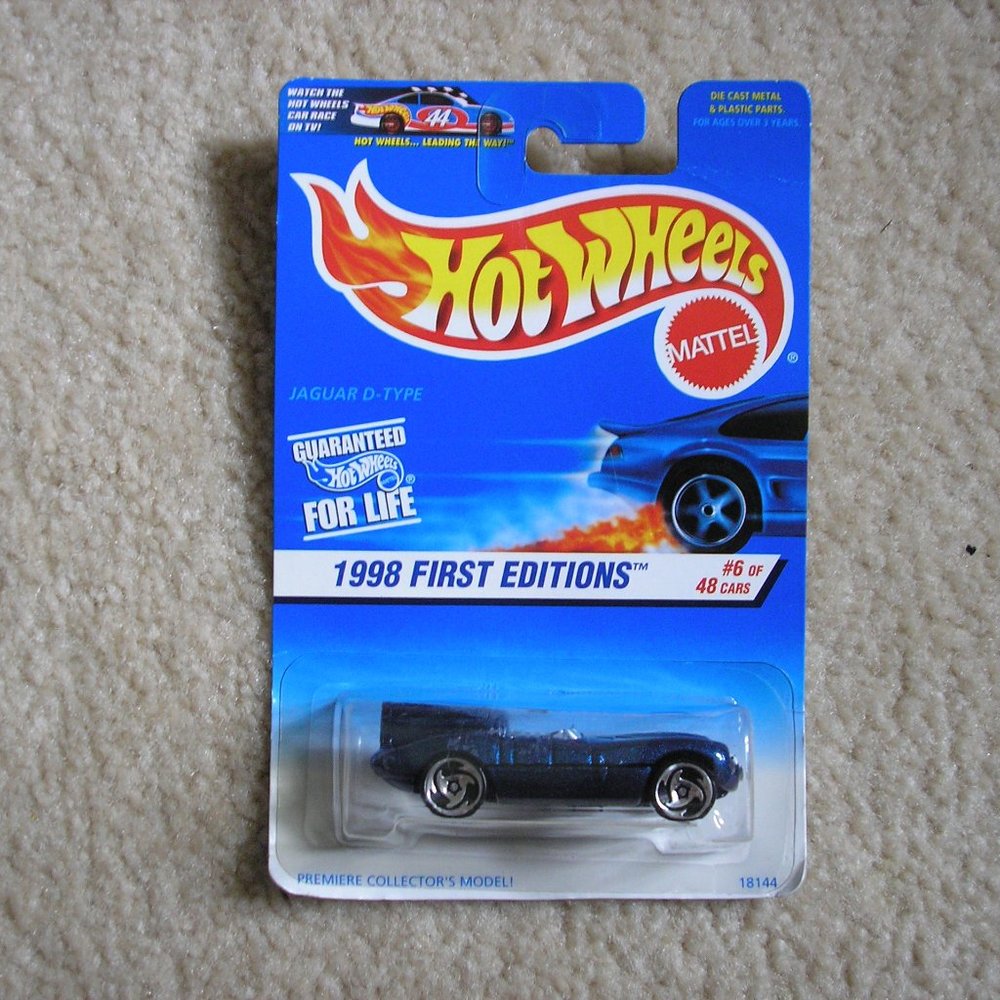 WATCH THE
HOT WHEELS
CAR RACE
ON TV!
44
HOT WHEELS... LEADING THE WAY!™
DIE CAST METAL
& PLASTIC PARTS.
FOR AGES OVER 3 YEARS.
HOT WHEELS
MATTEL
®
JAGUAR D-TYPE
GUARANTEED
HOT WHEELS®
FOR LIFE
1998 FIRST EDITIONS™
#6 OF
48 CARS
PREMIERE COLLECTOR'S MODEL!
18144